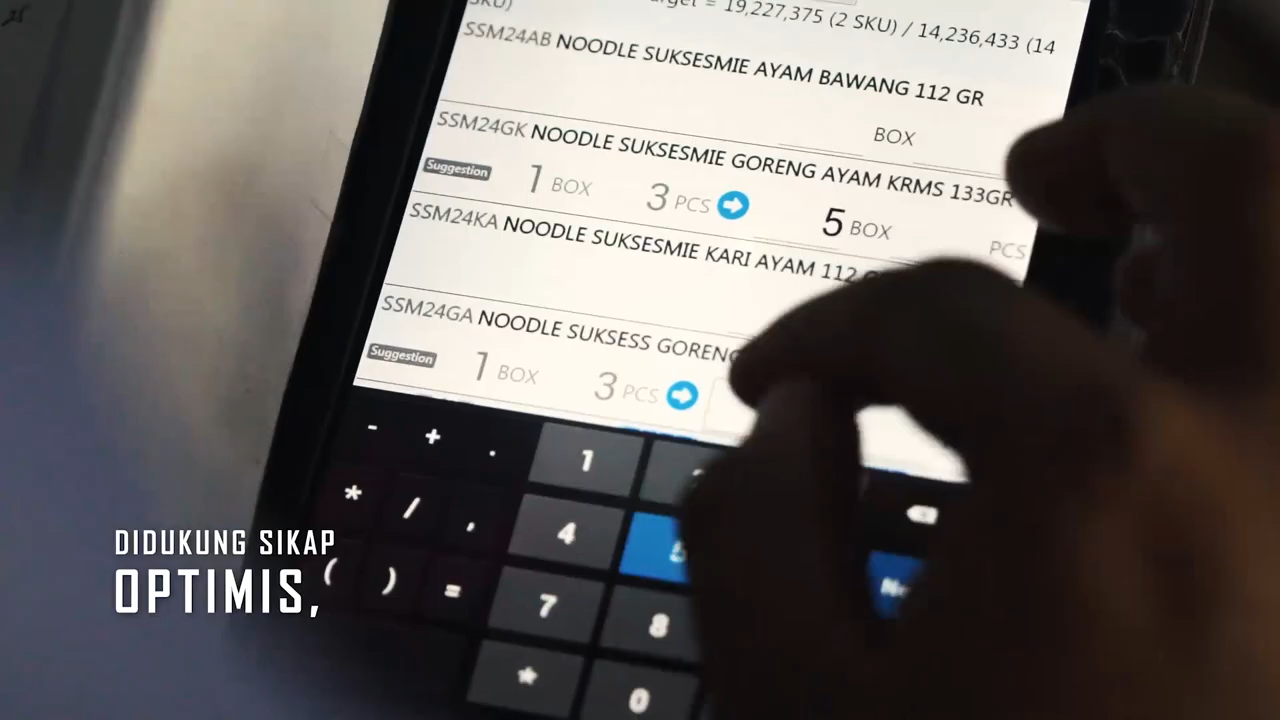 = 19,227,375 (2 SKU) / 14,236,433 (14
SKU)
SSM24AB NOODLE SUKSESMIE AYAM BAWANG 112 GR
BOX
SSM24GK NOODLE SUKSESMIE GORENG AYAM KRMS 133GR
Suggestion 1 BOX 3 PCS 5 BOX PCS
SSM24KA NOODLE SUKSESMIE KARI AYAM 112
SSM24GA NOODLE SUKSESS GORENG
Suggestion 1 BOX 3 PCS
- + . 1
* / , 4 5
( ) = 7 8
* 0
DIDUKUNG SIKAP
OPTIMIS,